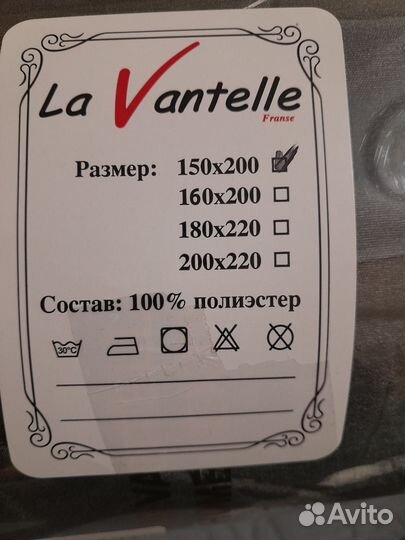 La Vantelle
Franse
Размер: 150x200
160x200
180x220
200x220
Состав: 100% полиэстер
30°C
Avito